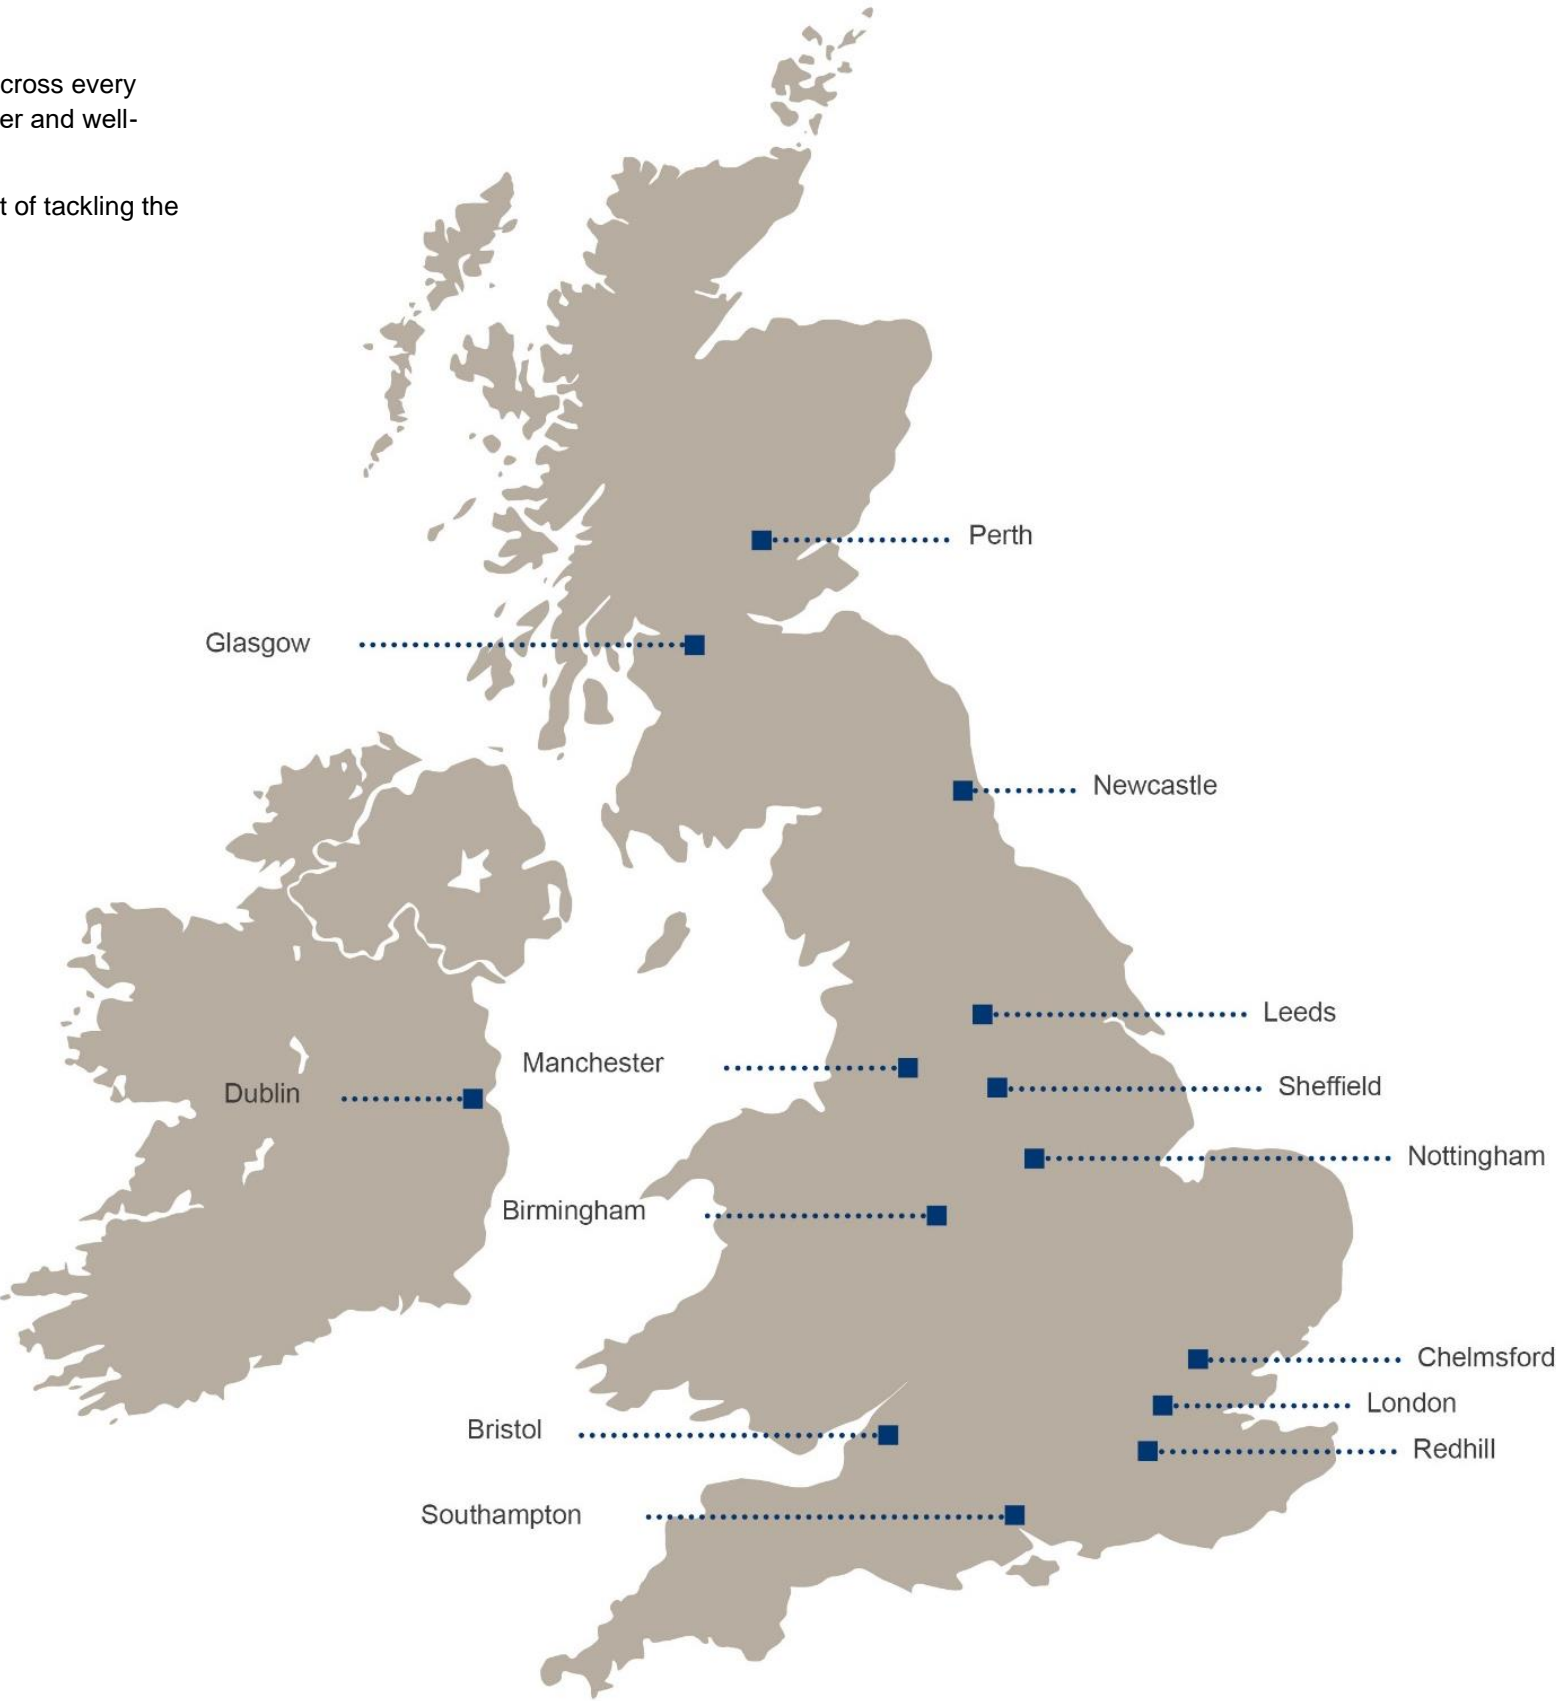 cross every
er and well-
t of tackling the
Perth
Glasgow
Newcastle
Leeds
Manchester
Sheffield
Dublin
Nottingham
Birmingham
Chelmsford
London
Bristol
Redhill
Southampton